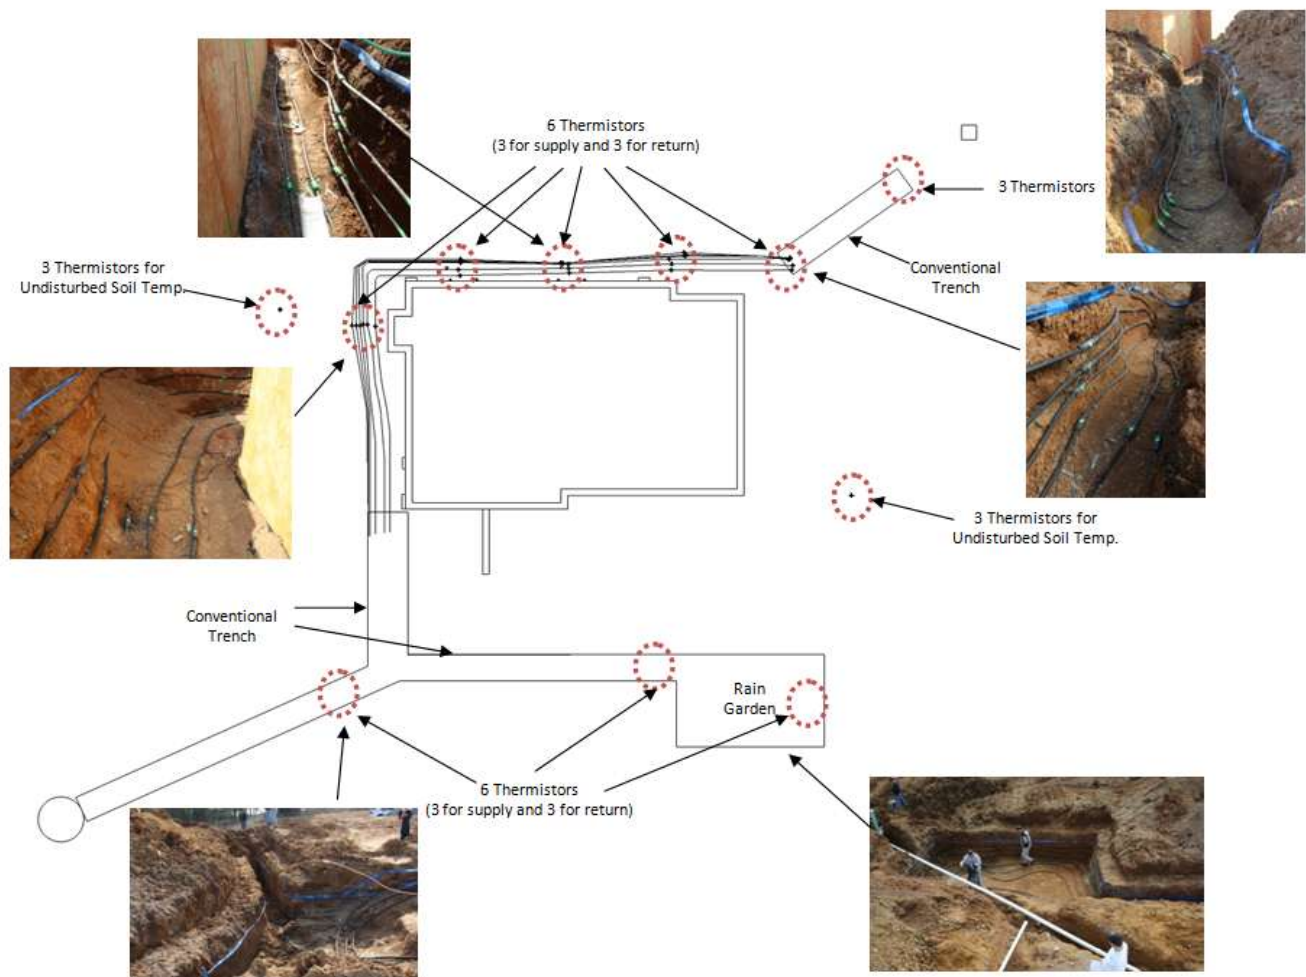 6 Thermistors
(3 for supply and 3 for return)
3 Thermistors
3 Thermistors for
Undisturbed Soil Temp.
Conventional
Trench
3 Thermistors for
Undisturbed Soil Temp.
Conventional
Trench
Rain
Garden
6 Thermistors
(3 for supply and 3 for return)